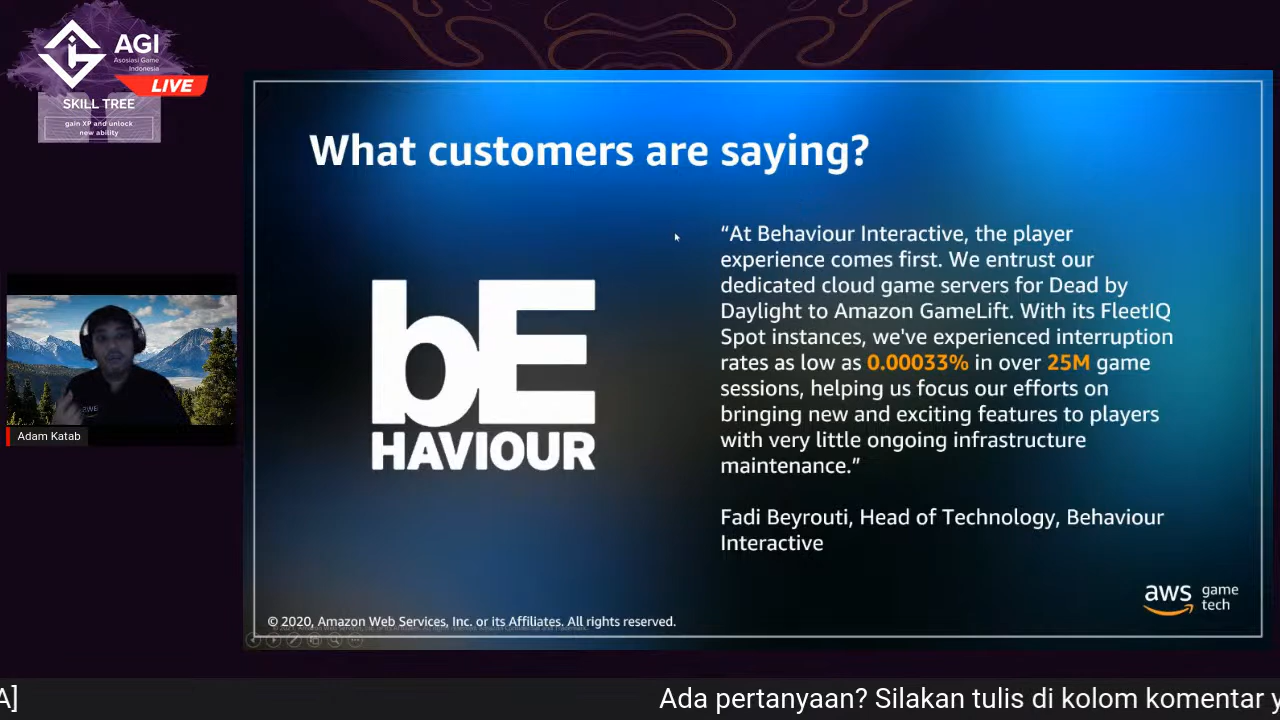 AGI
Asosiasi Game
Indonesia
LIVE
SKILL TREE
gain XP and unlock
new ability
What customers are saying?
“At Behaviour Interactive, the player
experience comes first. We entrust our
dedicated cloud game servers for Dead by
Daylight to Amazon GameLift. With its FleetIQ
Spot instances, we've experienced interruption
rates as low as 0.00033% in over 25M game
sessions, helping us focus our efforts on
bringing new and exciting features to players
with very little ongoing infrastructure
maintenance.”
Fadi Beyrouti, Head of Technology, Behaviour
Interactive
bE
HAVIOUR
Adam Katab
aws game
tech
© 2020, Amazon Web Services, Inc. or its Affiliates. All rights reserved.
A]
Ada pertanyaan? Silakan tulis di kolom komentar y